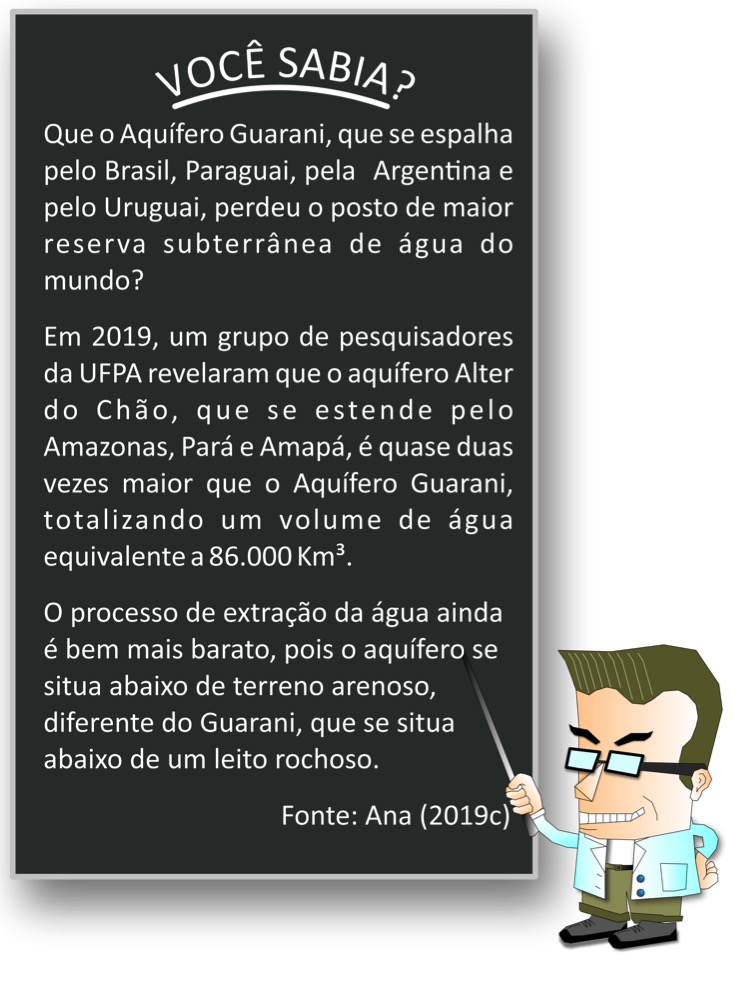 VOCÊ SABIA?
Que o Aquífero Guarani, que se espalha
pelo Brasil, Paraguai, pela Argentina e
pelo Uruguai, perdeu o posto de maior
reserva subterrânea de água do
mundo?
Em 2019, um grupo de pesquisadores
da UFPA revelaram que o aquífero Alter
do Chão, que se estende pelo
Amazonas, Pará e Amapá, é quase duas
vezes maior que o Aquífero Guarani,
totalizando um volume de água
equivalente a 86.000 Km³.
O processo de extração da água ainda
é bem mais barato, pois o aquífero se
situa abaixo de terreno arenoso,
diferente do Guarani, que se situa
abaixo de um leito rochoso.
Fonte: Ana (2019c)